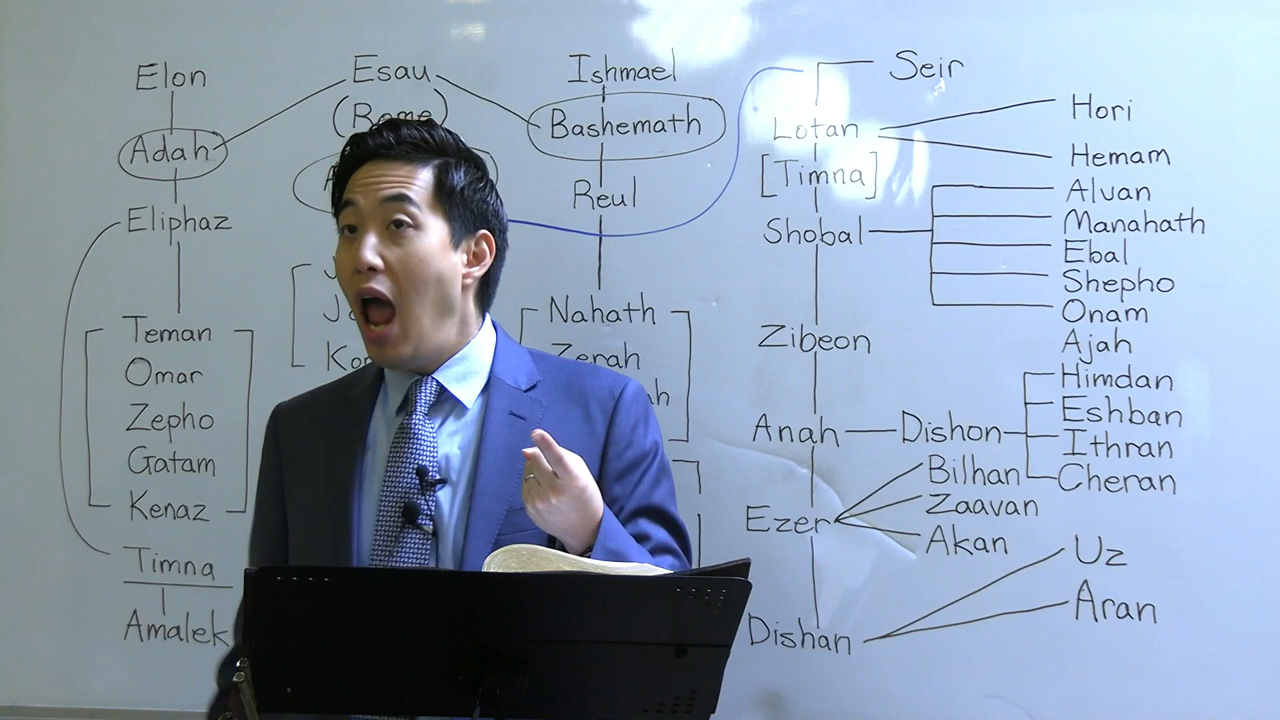 Elon
Esau
Ishmael
Seir
(Rome)
Adah
Bashemath
Lotan
Hori
Hemam
[Timna]
Reul
Eliphaz
Shobal
Alvan
Manahath
Ebal
Shepho
Onam
Teman
Omar
Zepho
Gatam
Kenaz
Nahath
Zerah
Zibeon
Ajah
Anah
Dishon
Himdan
Eshban
Ithran
Cheran
Ezer
Bilhan
Zaavan
Akan
Timna
Amalek
Dishan
Uz
Aran